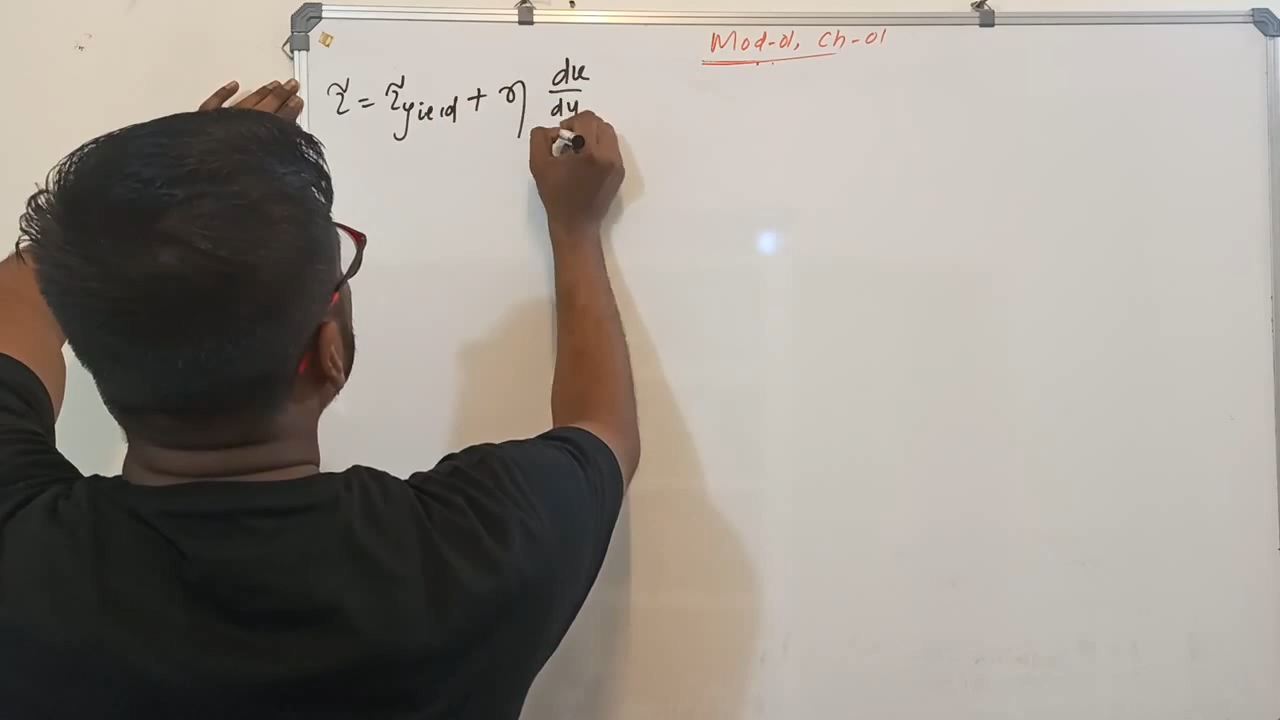 Mod-01, Ch-01
τ = τyield + η du/dy